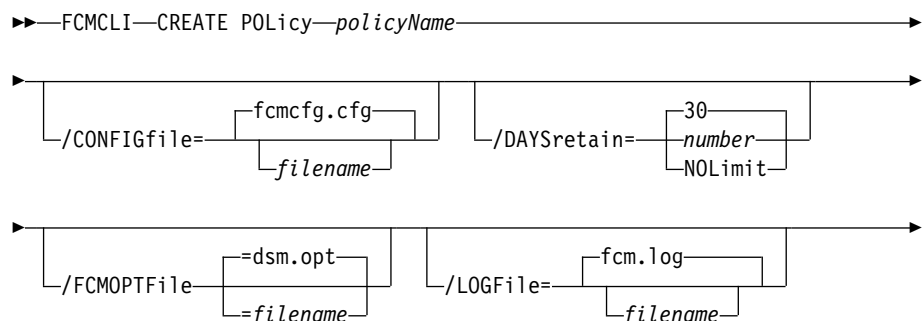 FCMCLI CREATE POLicy policyName
fcmcfg.cfg 30
/CONFIGfile= /DAYSretain= number
filename NOLimit
=dsm.opt fcm.log
/FCMOPTFile /LOGFile=
=filename filename